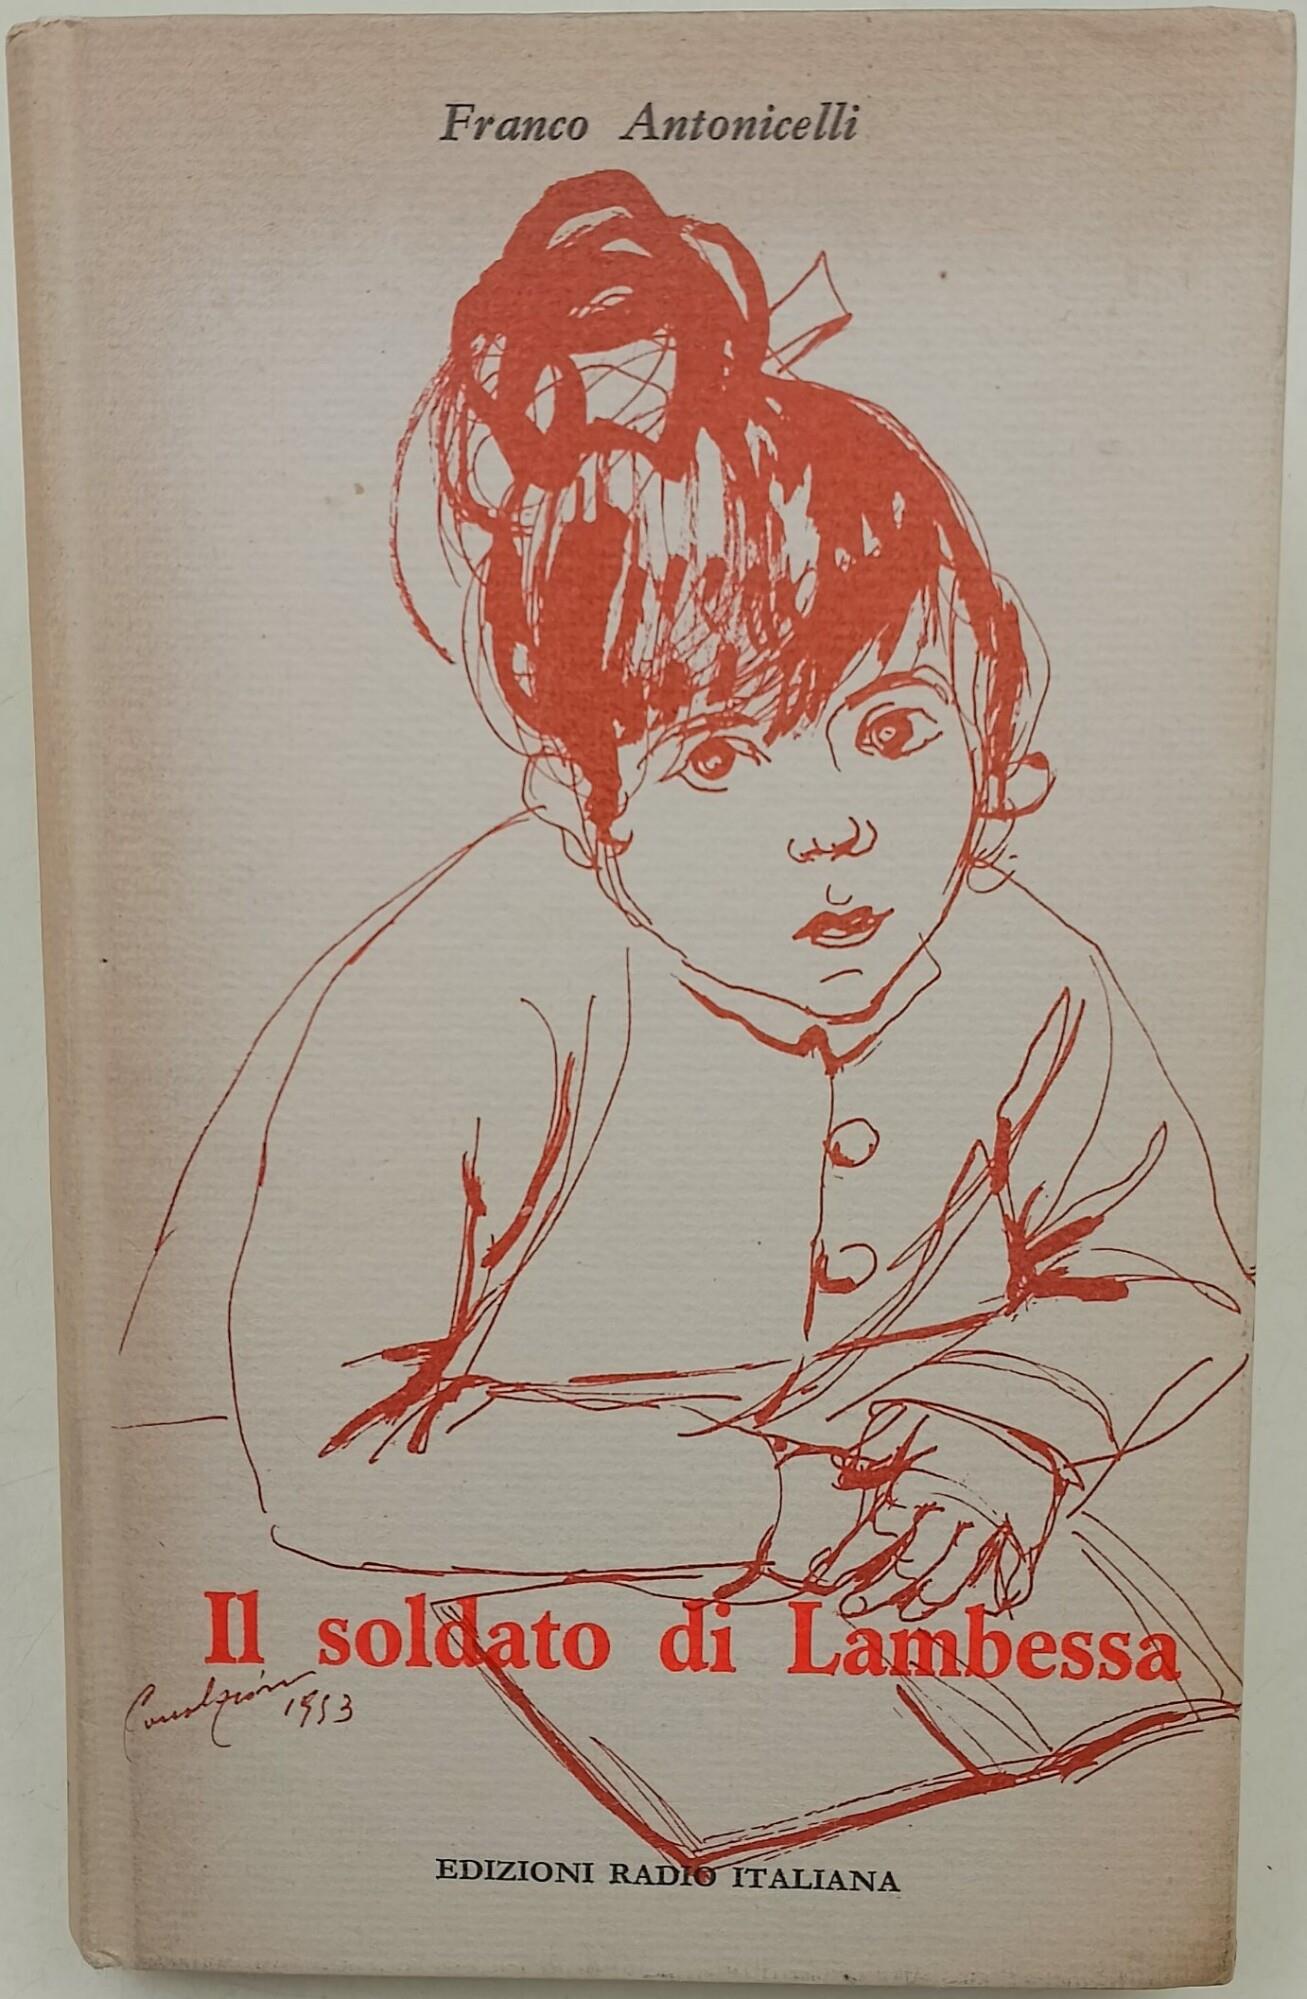 Franco Antonicelli
Il soldato di Lambessa
1953
EDIZIONI RADIO ITALIANA